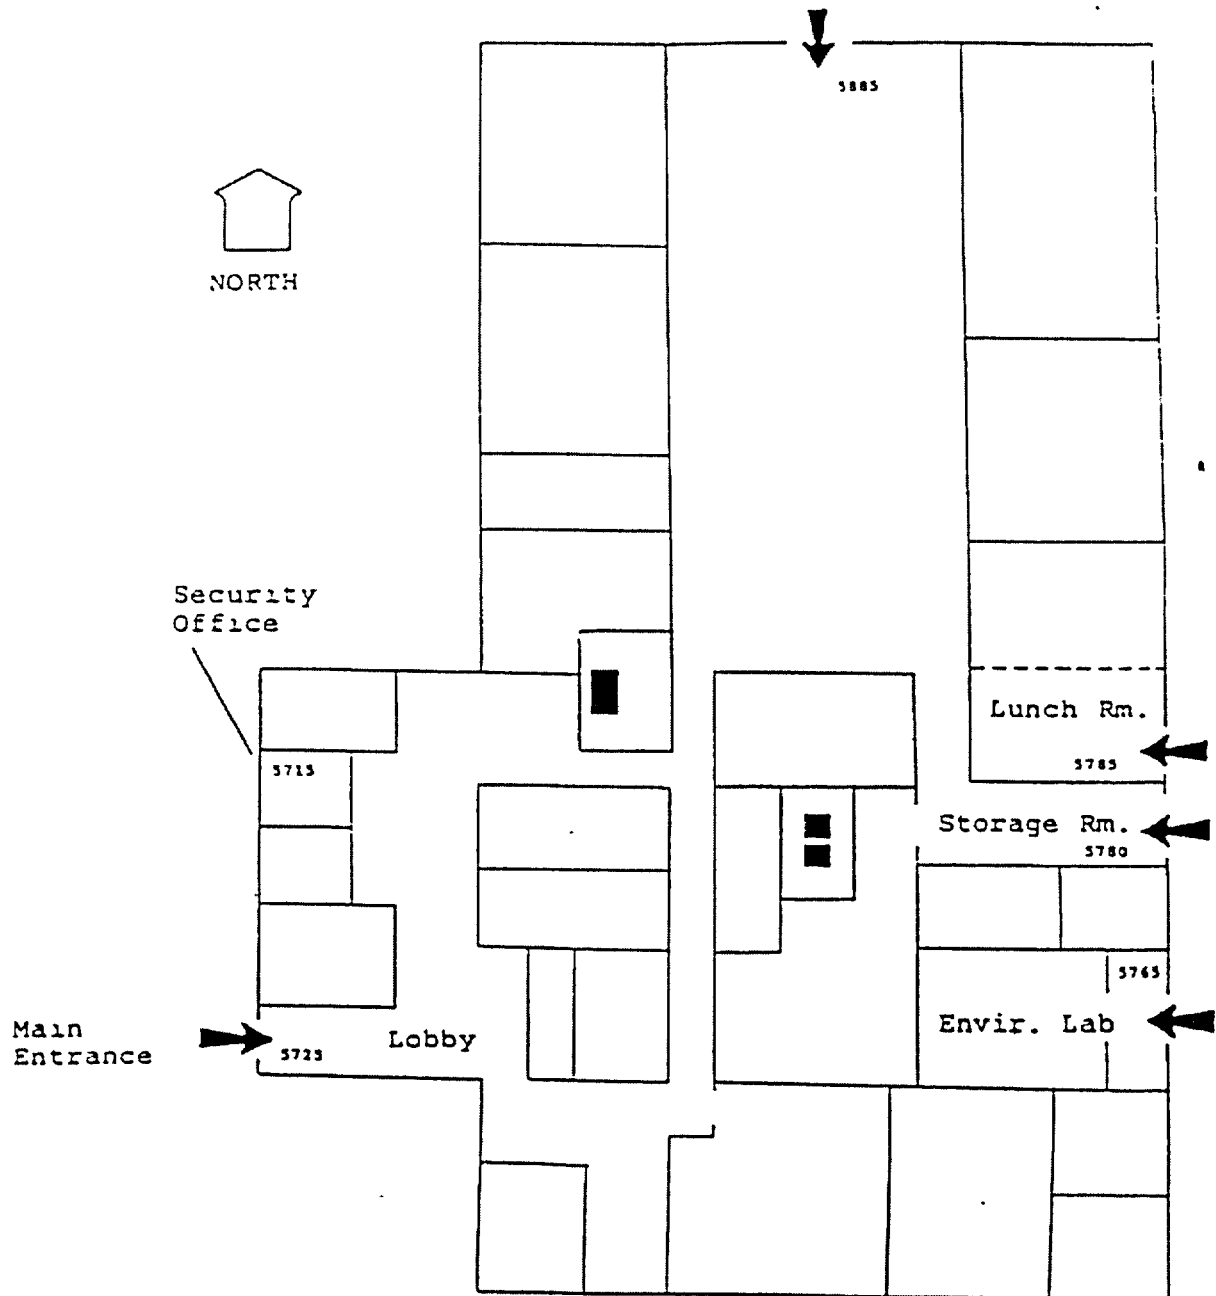 5885
NORTH
Security
Office
Lunch Rm.
5785
5715
Storage Rm.
5780
5765
Envir. Lab
Main
Entrance
Lobby
5725